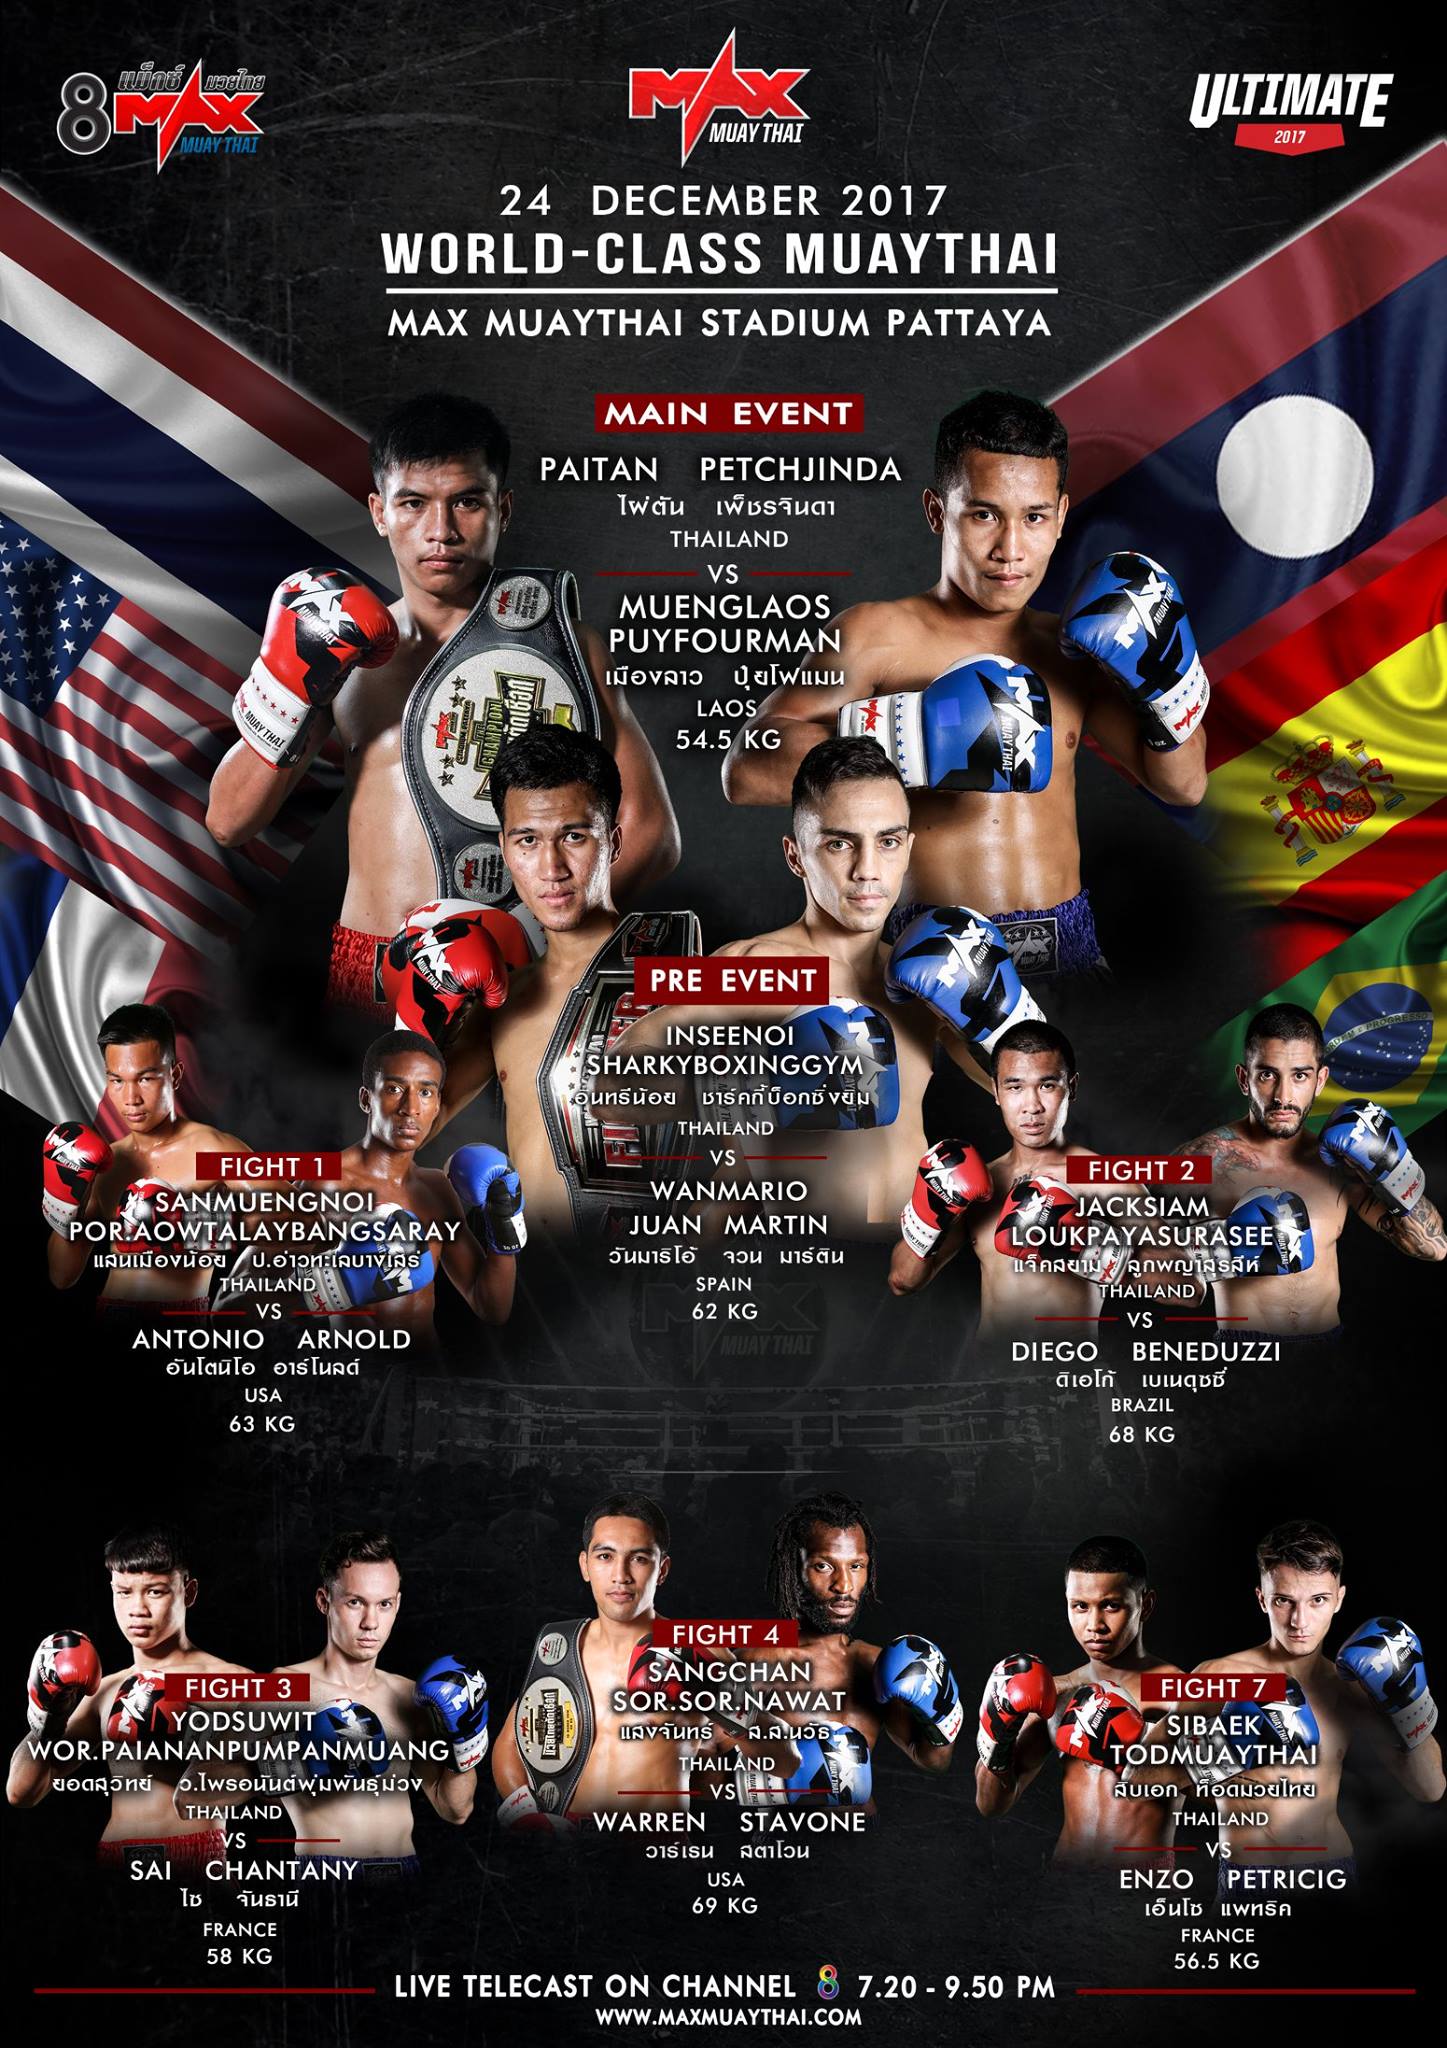 8 แม็กซ์ มวยไทย
MAX
MUAY THAI
MAX
MUAY THAI
ULTIMATE
2017
24 DECEMBER 2017
WORLD-CLASS MUAYTHAI
MAX MUAYTHAI STADIUM PATTAYA
MAIN EVENT
PAITAN PETCHJINDA
ไผ่ตัน เพ็ชรจินดา
THAILAND
VS
MUENGLAOS
PUYFOURMAN
เมืองลาว ปุ๋ยโฟแมน
LAOS
54.5 KG
PRE EVENT
INSEENOI
SHARKYBOXINGGYM
อินทรีน้อย ชาร์คกี้บ็อกซิ่งยิม
THAILAND
VS
WANMARIO
JUAN MARTIN
วันมาริโอ้ จวน มาร์ติน
SPAIN
62 KG
FIGHT 1
SANMUENGNOI
POR.AOWTALAYBANGSARAY
แสนเมืองน้อย ป.อ่าวทะเลบางเสร่
THAILAND
VS
ANTONIO ARNOLD
อันโตนิโอ อาร์โนลด์
USA
63 KG
FIGHT 2
JACKSIAM
LOUKPAYASURASEE
แจ็คสยาม ลูกพญาสุรสีห์
THAILAND
VS
DIEGO BENEDUZZI
ดิเอโก้ เบเนดุซซี่
BRAZIL
68 KG
FIGHT 3
YODSUWIT
WOR.PAIANANPUMPANMUANG
ยอดสุวิทย์ ว.ไพรอนันต์พุ่มพันธุ์ม่วง
THAILAND
VS
SAI CHANTANY
ไซ จันธานี
FRANCE
58 KG
FIGHT 4
SANGCHAN
SOR.SOR.NAWAT
แสงจันทร์ ส.ส.นวัธ
THAILAND
VS
WARREN STAVONE
วาร์เรน สตาโวน
USA
69 KG
FIGHT 7
SIBAEK
TODMUAYTHAI
สิบเอก ท็อดมวยไทย
THAILAND
VS
ENZO PETRICIG
เอ็นโซ แพทริค
FRANCE
56.5 KG
LIVE TELECAST ON CHANNEL 8 7.20 - 9.50 PM
WWW.MAXMUAYTHAI.COM